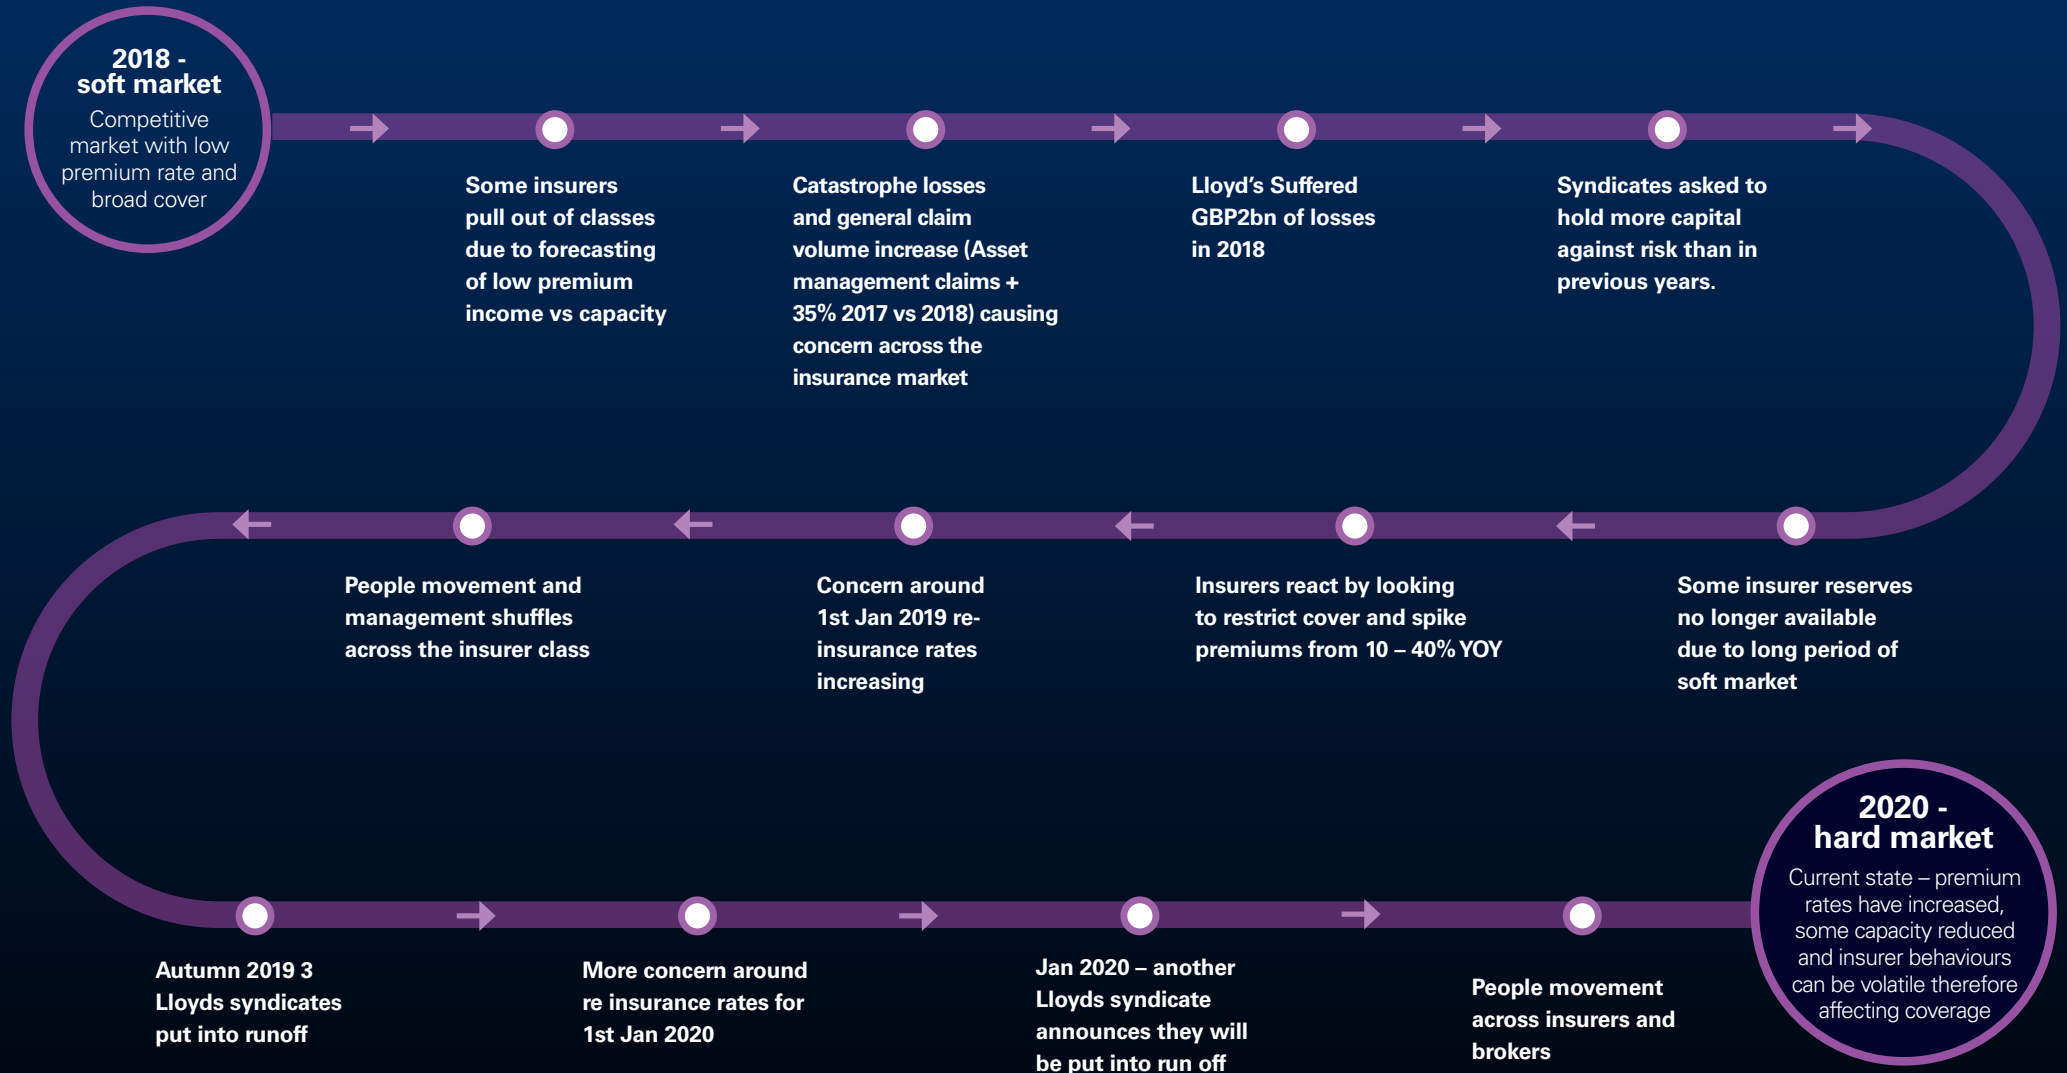 2018 -
soft market
Competitive
market with low
premium rate and
broad cover
Some insurers
pull out of classes
due to forecasting
of low premium
income vs capacity
Catastrophe losses
and general claim
volume increase (Asset
management claims +
35% 2017 vs 2018) causing
concern across the
insurance market
Lloyd’s Suffered
GBP2bn of losses
in 2018
Syndicates asked to
hold more capital
against risk than in
previous years.
Some insurer reserves
no longer available
due to long period of
soft market
Insurers react by looking
to restrict cover and spike
premiums from 10 – 40% YOY
Concern around
1st Jan 2019 re-
insurance rates
increasing
People movement and
management shuffles
across the insurer class
Autumn 2019 3
Lloyds syndicates
put into runoff
More concern around
re insurance rates for
1st Jan 2020
Jan 2020 – another
Lloyds syndicate
announces they will
be put into run off
People movement
across insurers and
brokers
2020 -
hard market
Current state – premium
rates have increased,
some capacity reduced
and insurer behaviours
can be volatile therefore
affecting coverage